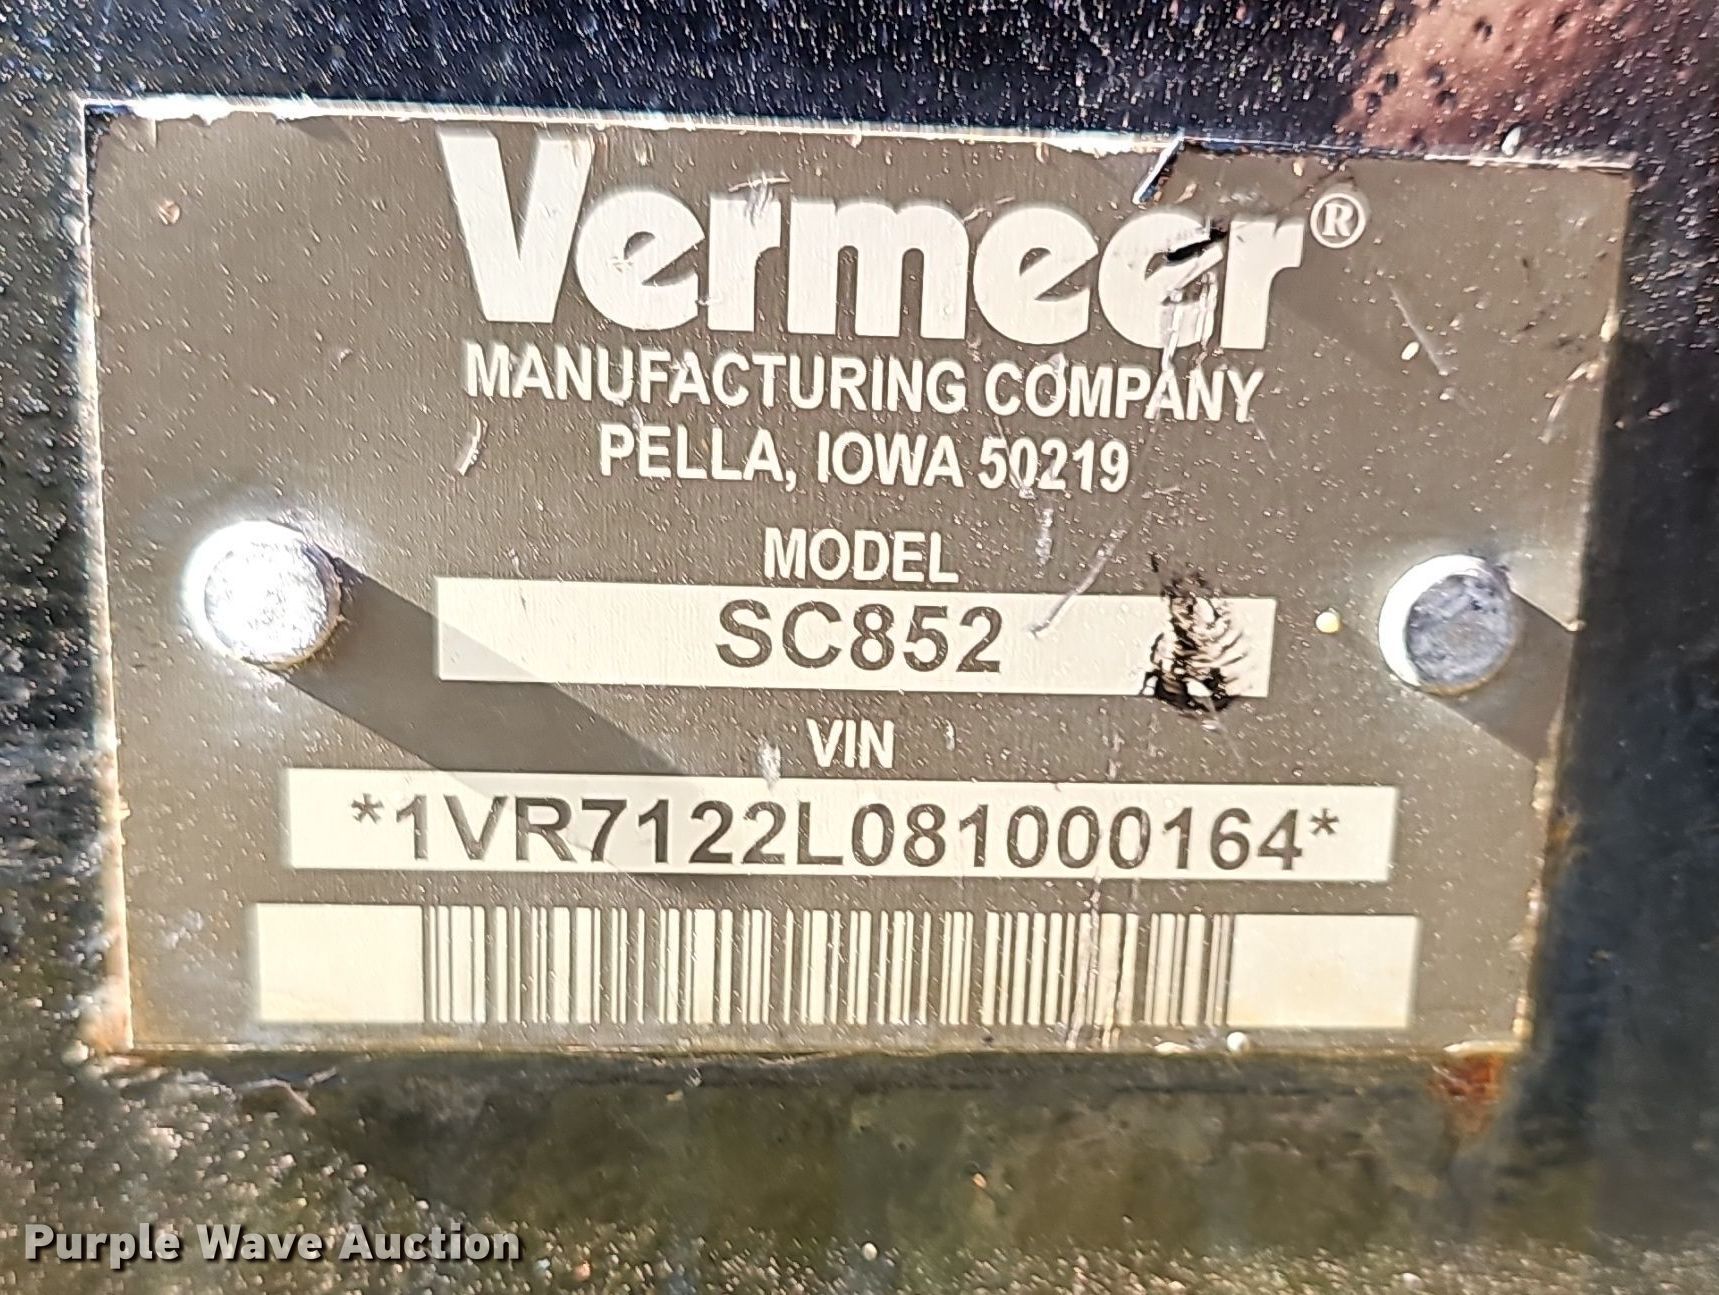 Vermeer®
MANUFACTURING COMPANY
PELLA, IOWA 50219
MODEL
SC852
VIN
*1VR7122L081000164*
Purple Wave Auction